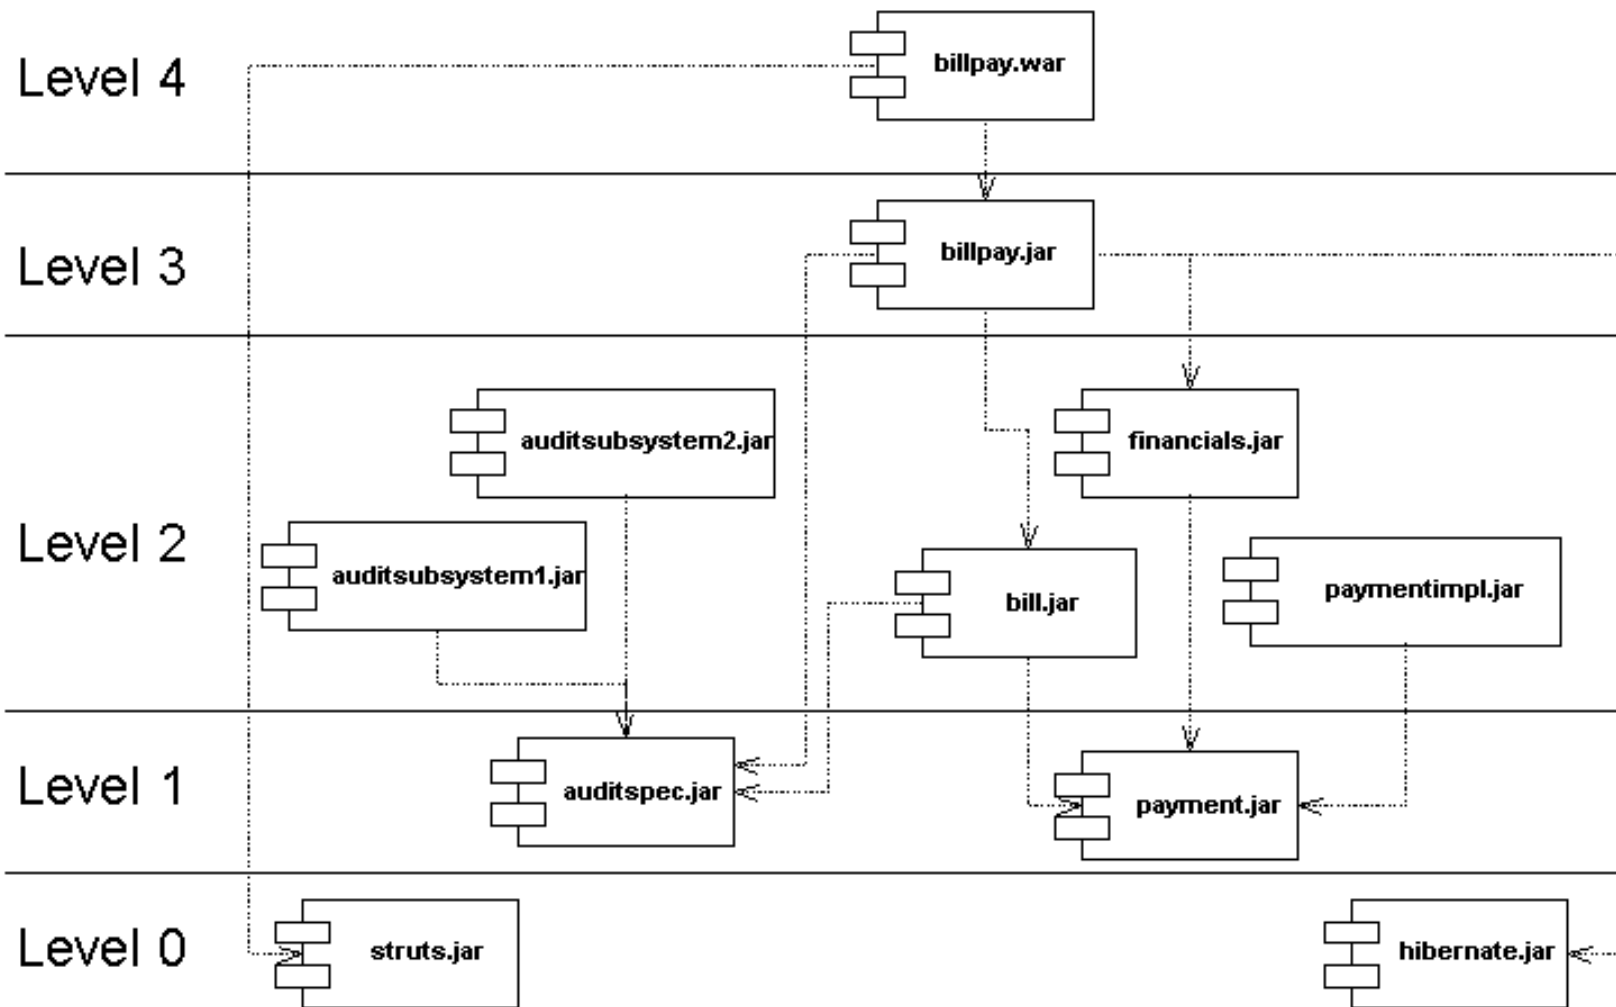 Level 4
billpay.war
Level 3
billpay.jar
Level 2
auditsubsystem2.jar
financials.jar
auditsubsystem1.jar
bill.jar
paymentimpl.jar
Level 1
auditspec.jar
payment.jar
Level 0
struts.jar
hibernate.jar